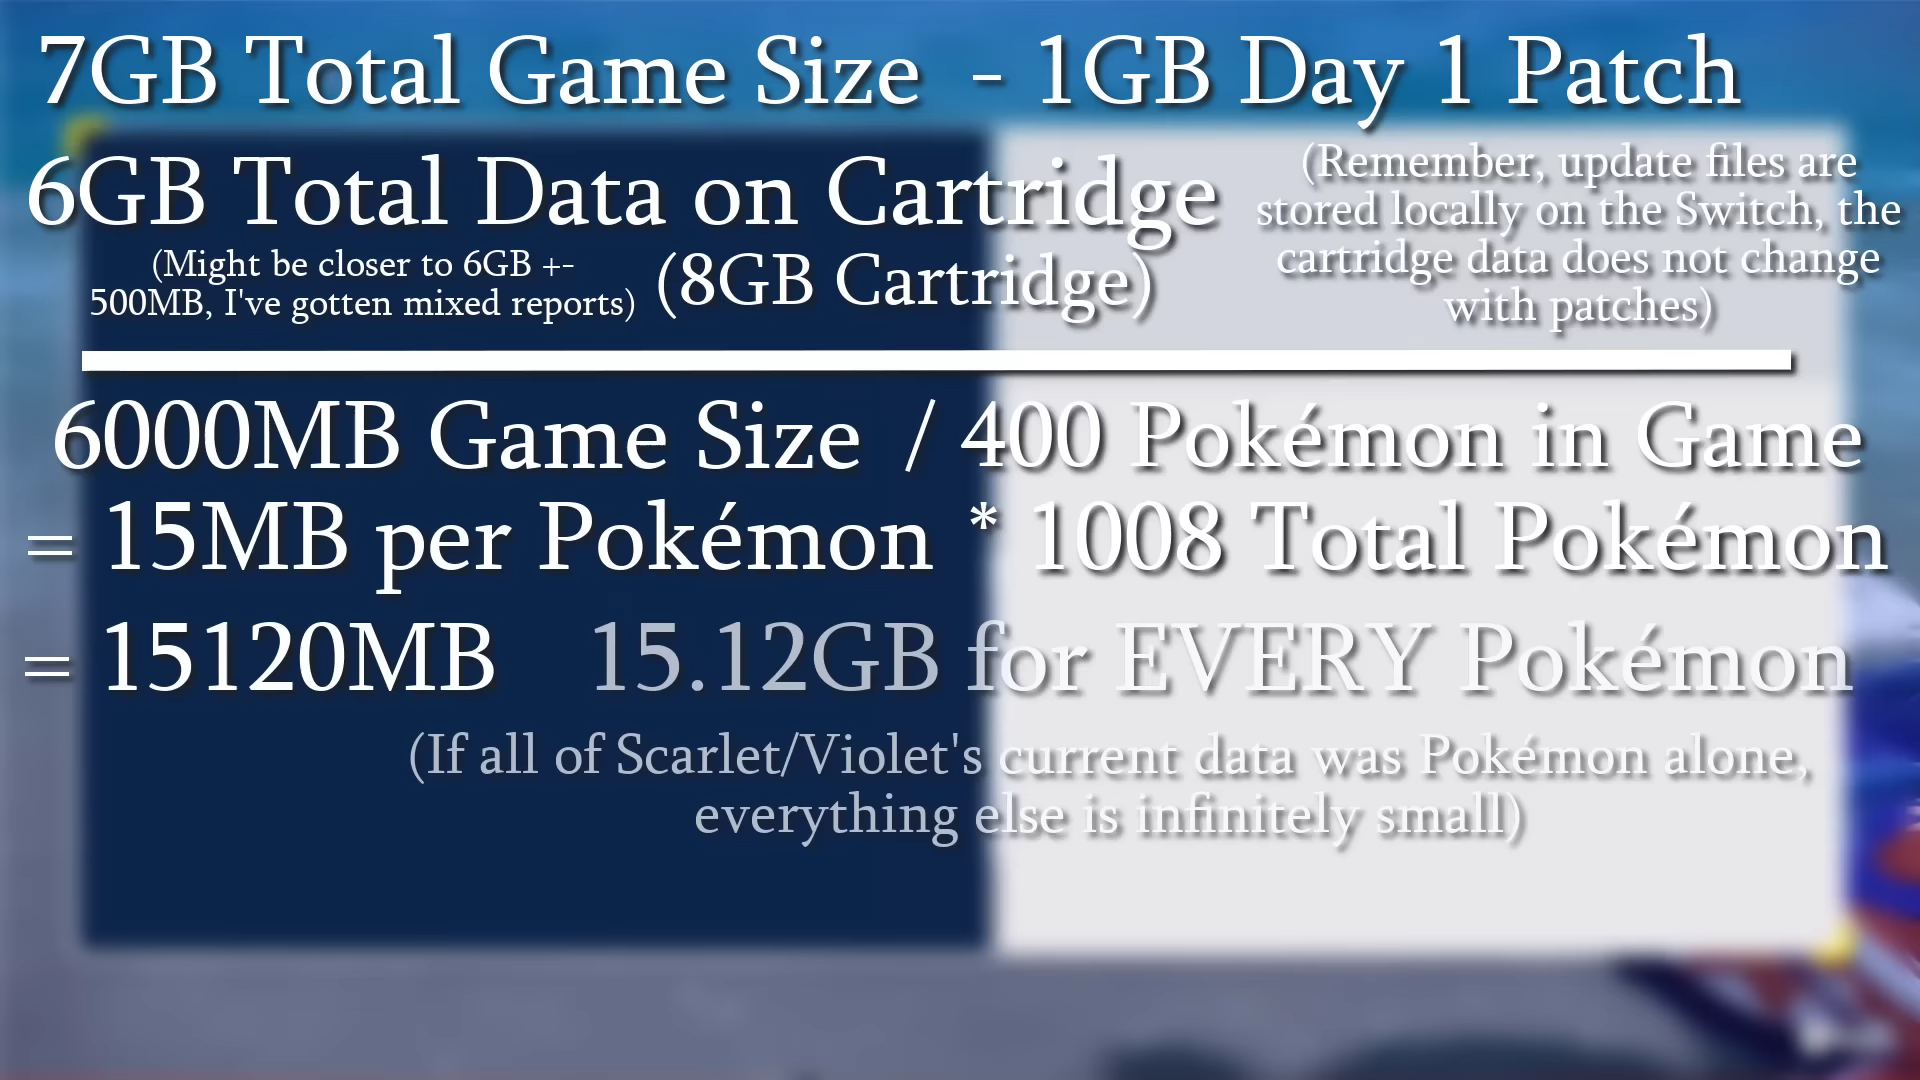 7GB Total Game Size - 1GB Day 1 Patch
6GB Total Data on Cartridge
(Might be closer to 6GB +-
500MB, I've gotten mixed reports)
(8GB Cartridge)
(Remember, update files are
stored locally on the Switch, the
cartridge data does not change
with patches)
6000MB Game Size / 400 Pokémon in Game
= 15MB per Pokémon * 1008 Total Pokémon
= 15120MB 15.12GB for EVERY Pokémon
(If all of Scarlet/Violet's current data was Pokémon alone,
everything else is infinitely small)